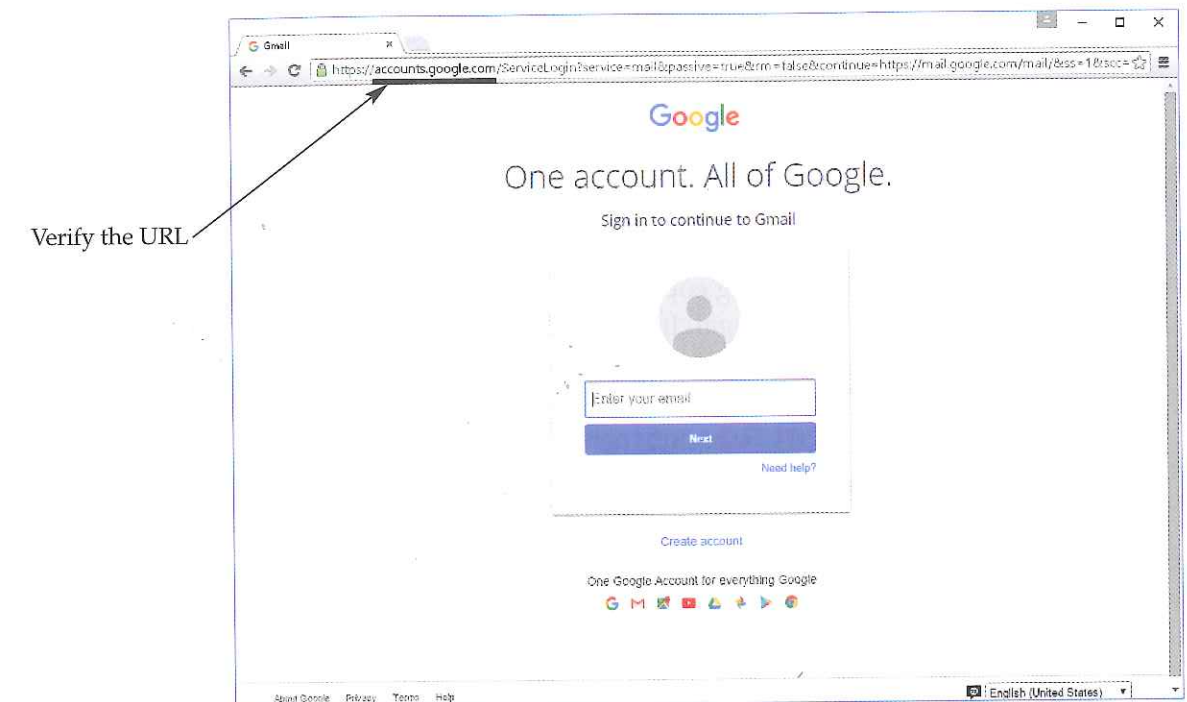 Gmail
https://accounts.google.com/ServiceLogin?service=mail&passive=true&rm=false&continue=https://mail.google.com/mail/&ss=1&scc=
Google
One account. All of Google.
Sign in to continue to Gmail
Verify the URL
Enter your email
Next
Need help?
Create account
One Google Account for everything Google
About Google Privacy Terms Help
English (United States)